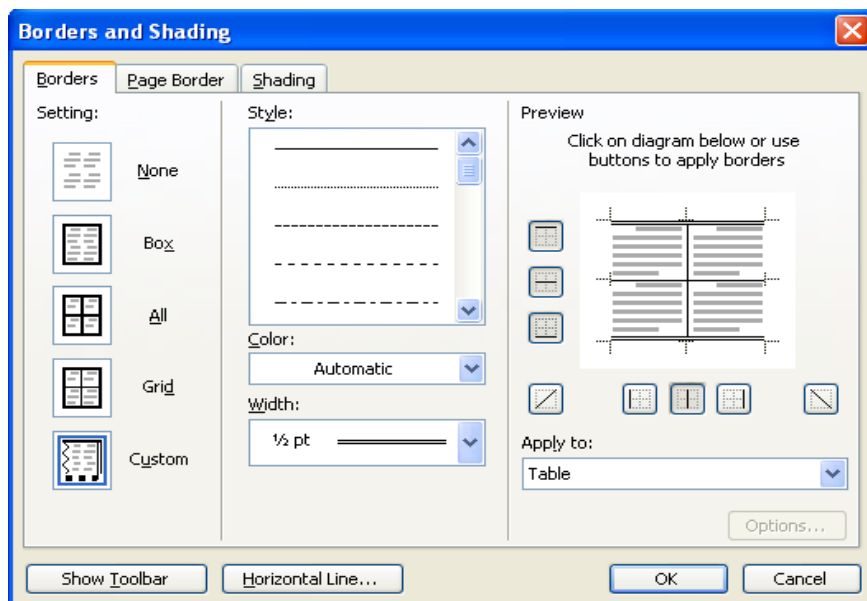 Borders and Shading
Borders
Page Border
Shading
Setting:
None
Box
All
Grid
Custom
Style:
Color:
Automatic
Width:
½ pt
Preview
Click on diagram below or use
buttons to apply borders
Apply to:
Table
Options...
Show Toolbar
Horizontal Line...
OK
Cancel